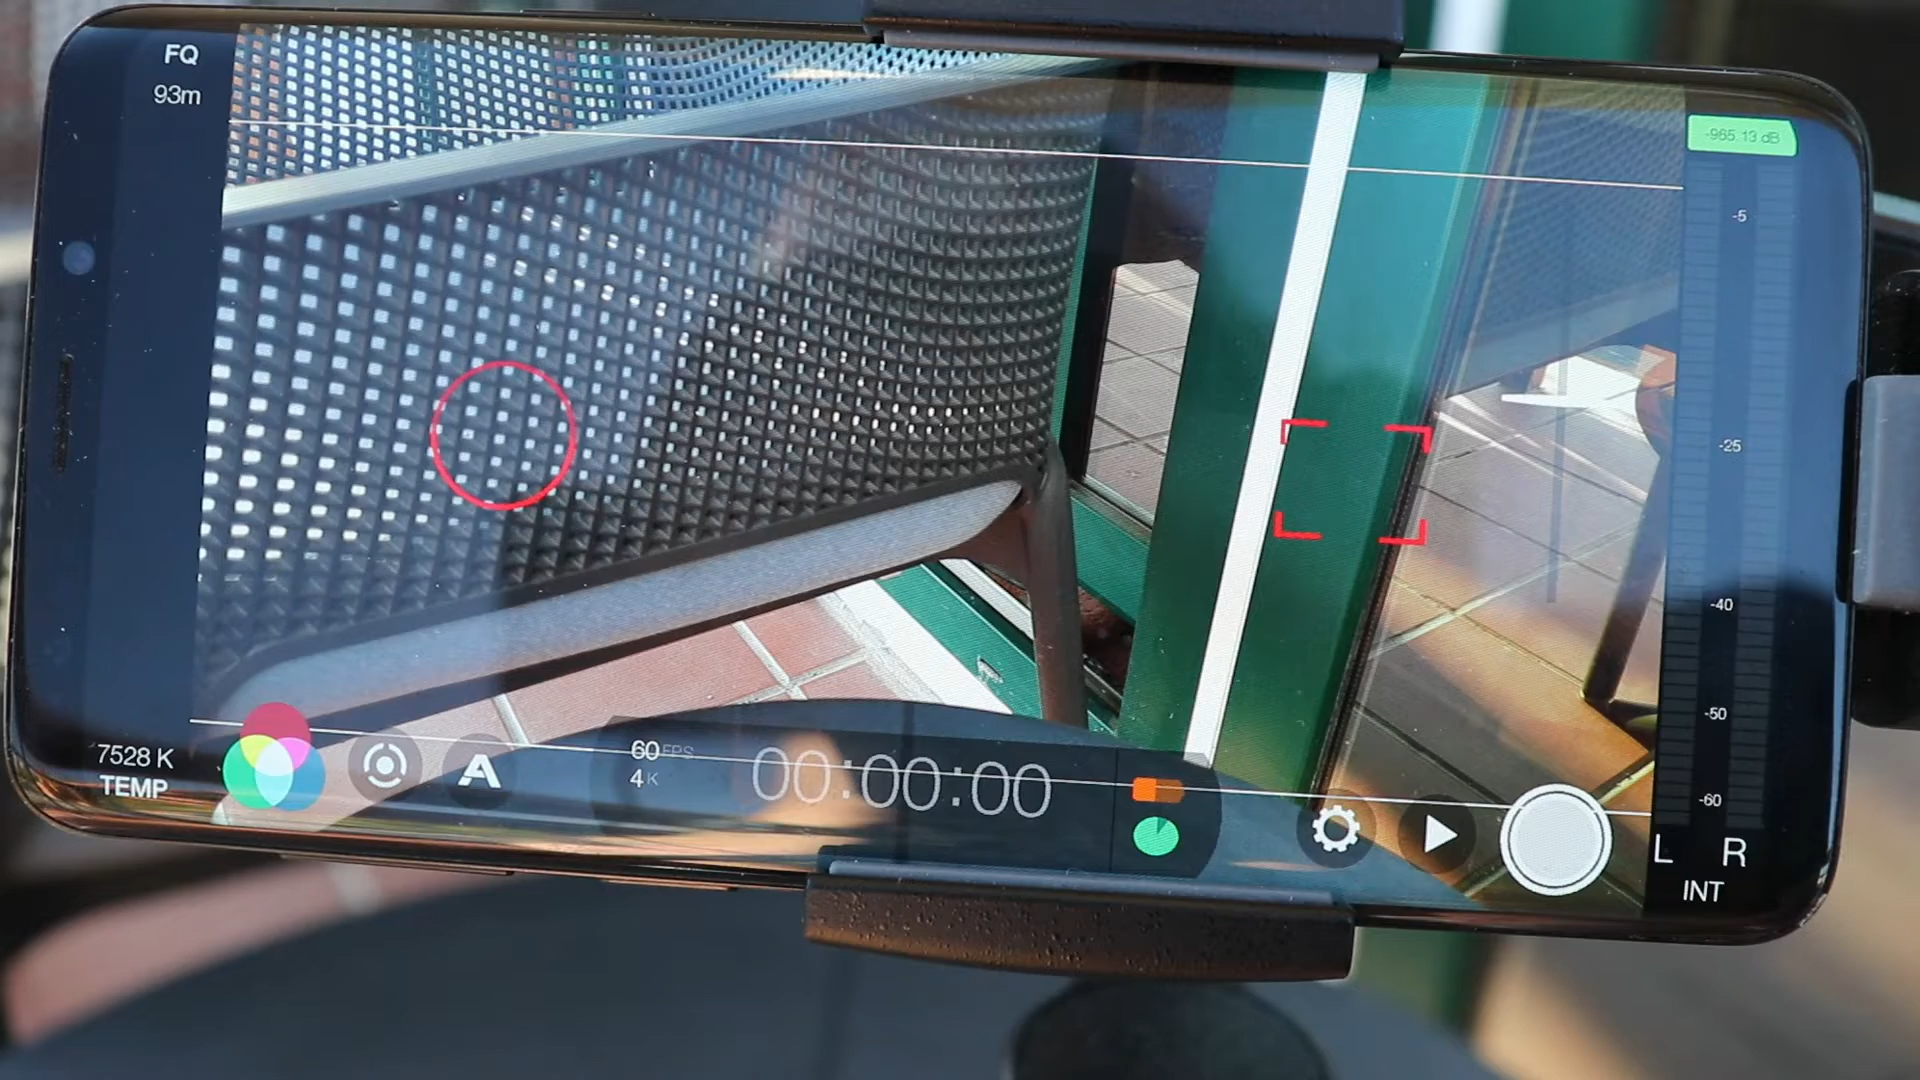 FQ
93m
-965.13 dB
-5
-25
-40
-50
-60
L R
INT
7528 K
TEMP
A
60 FPS
4K
00:00:00